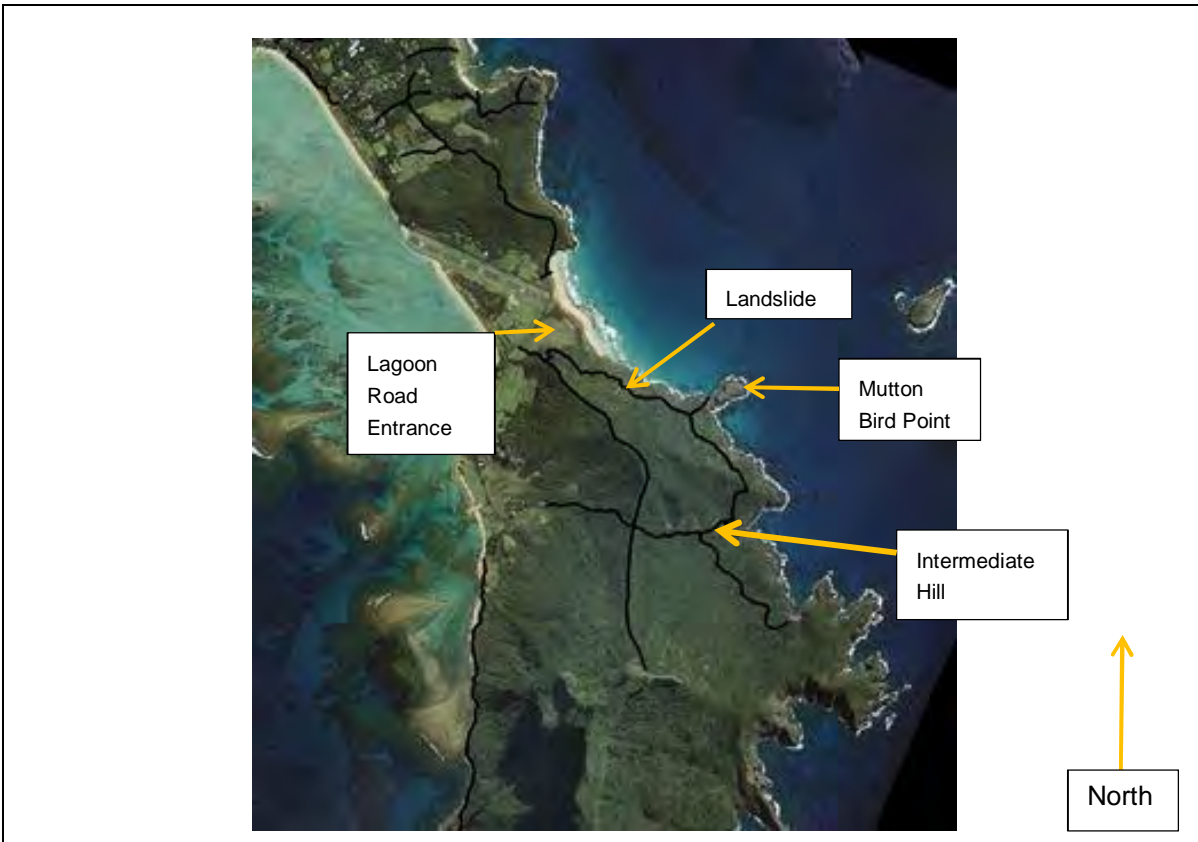 Landslide
Lagoon
Road
Entrance
Mutton
Bird Point
Intermediate
Hill
North